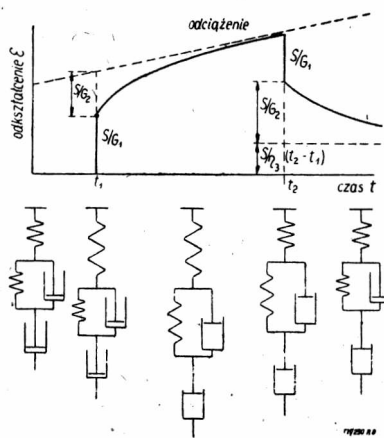 odciążenie
odkształcenie ε
S/G₂
S/G₁
S/G₁
S/G₂
S/η₃ (t₂-t₁)
t₁
t₂
czas t